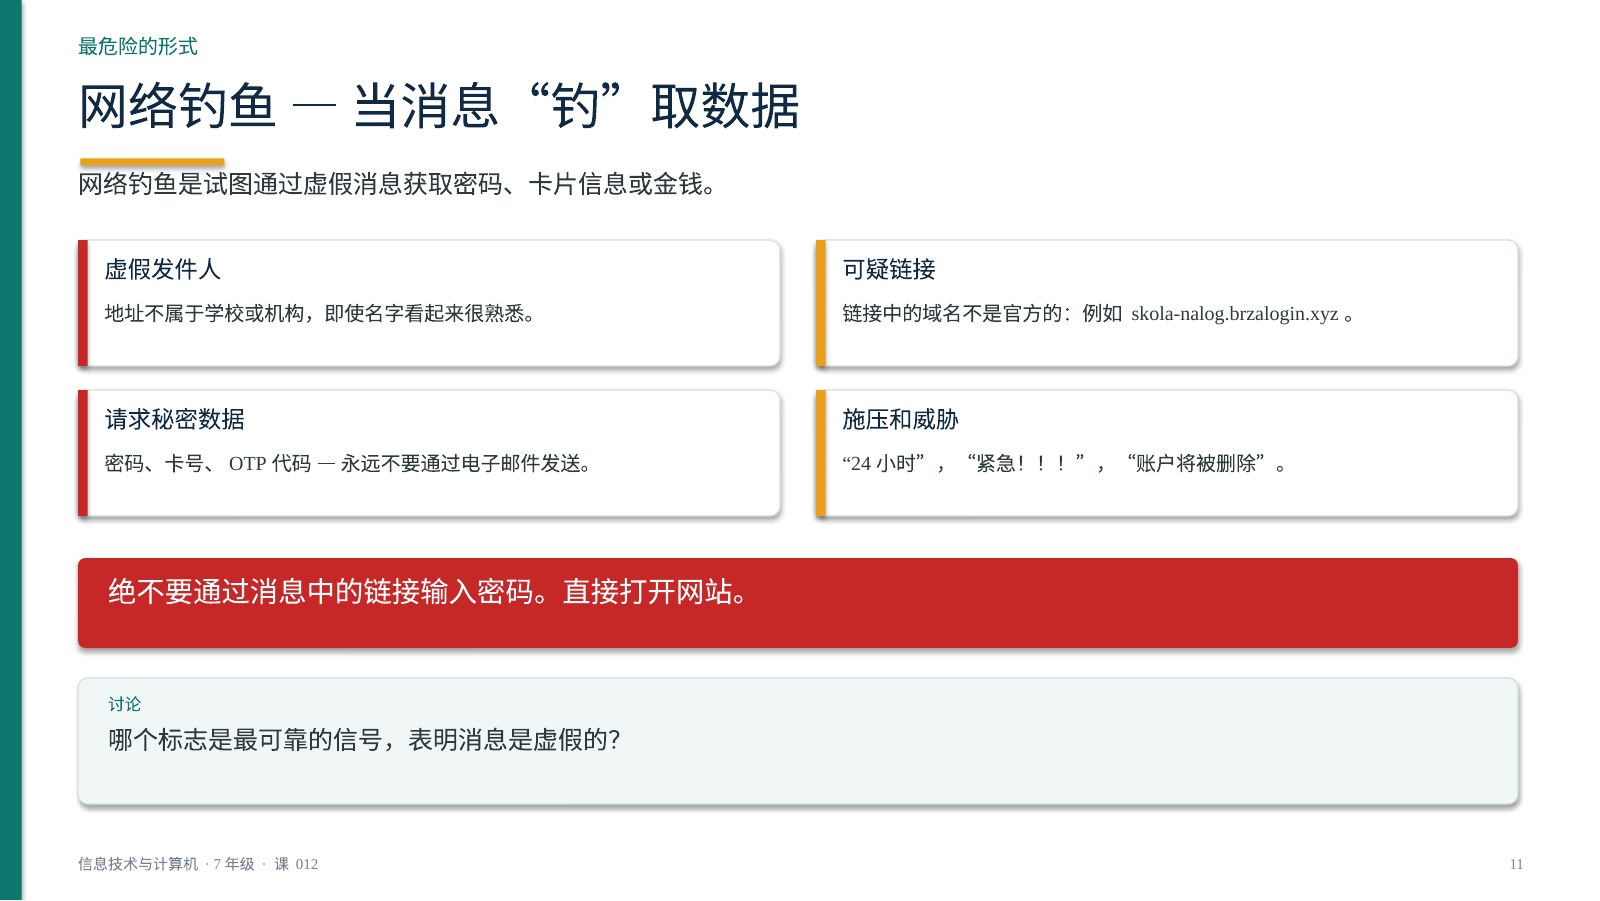 最危险的形式
网络钓鱼 — 当消息“钓”取数据
网络钓鱼是试图通过虚假消息获取密码、卡片信息或金钱。
虚假发件人
地址不属于学校或机构，即使名字看起来很熟悉。
可疑链接
链接中的域名不是官方的：例如 skola-nalog.brzalogin.xyz 。
请求秘密数据
密码、卡号、 OTP 代码 — 永远不要通过电子邮件发送。
施压和威胁
“24 小时” ， “紧急！！！” ， “账户将被删除” 。
绝不要通过消息中的链接输入密码。直接打开网站。
讨论
哪个标志是最可靠的信号，表明消息是虚假的？
信息技术与计算机 · 7 年级 · 课 012
11